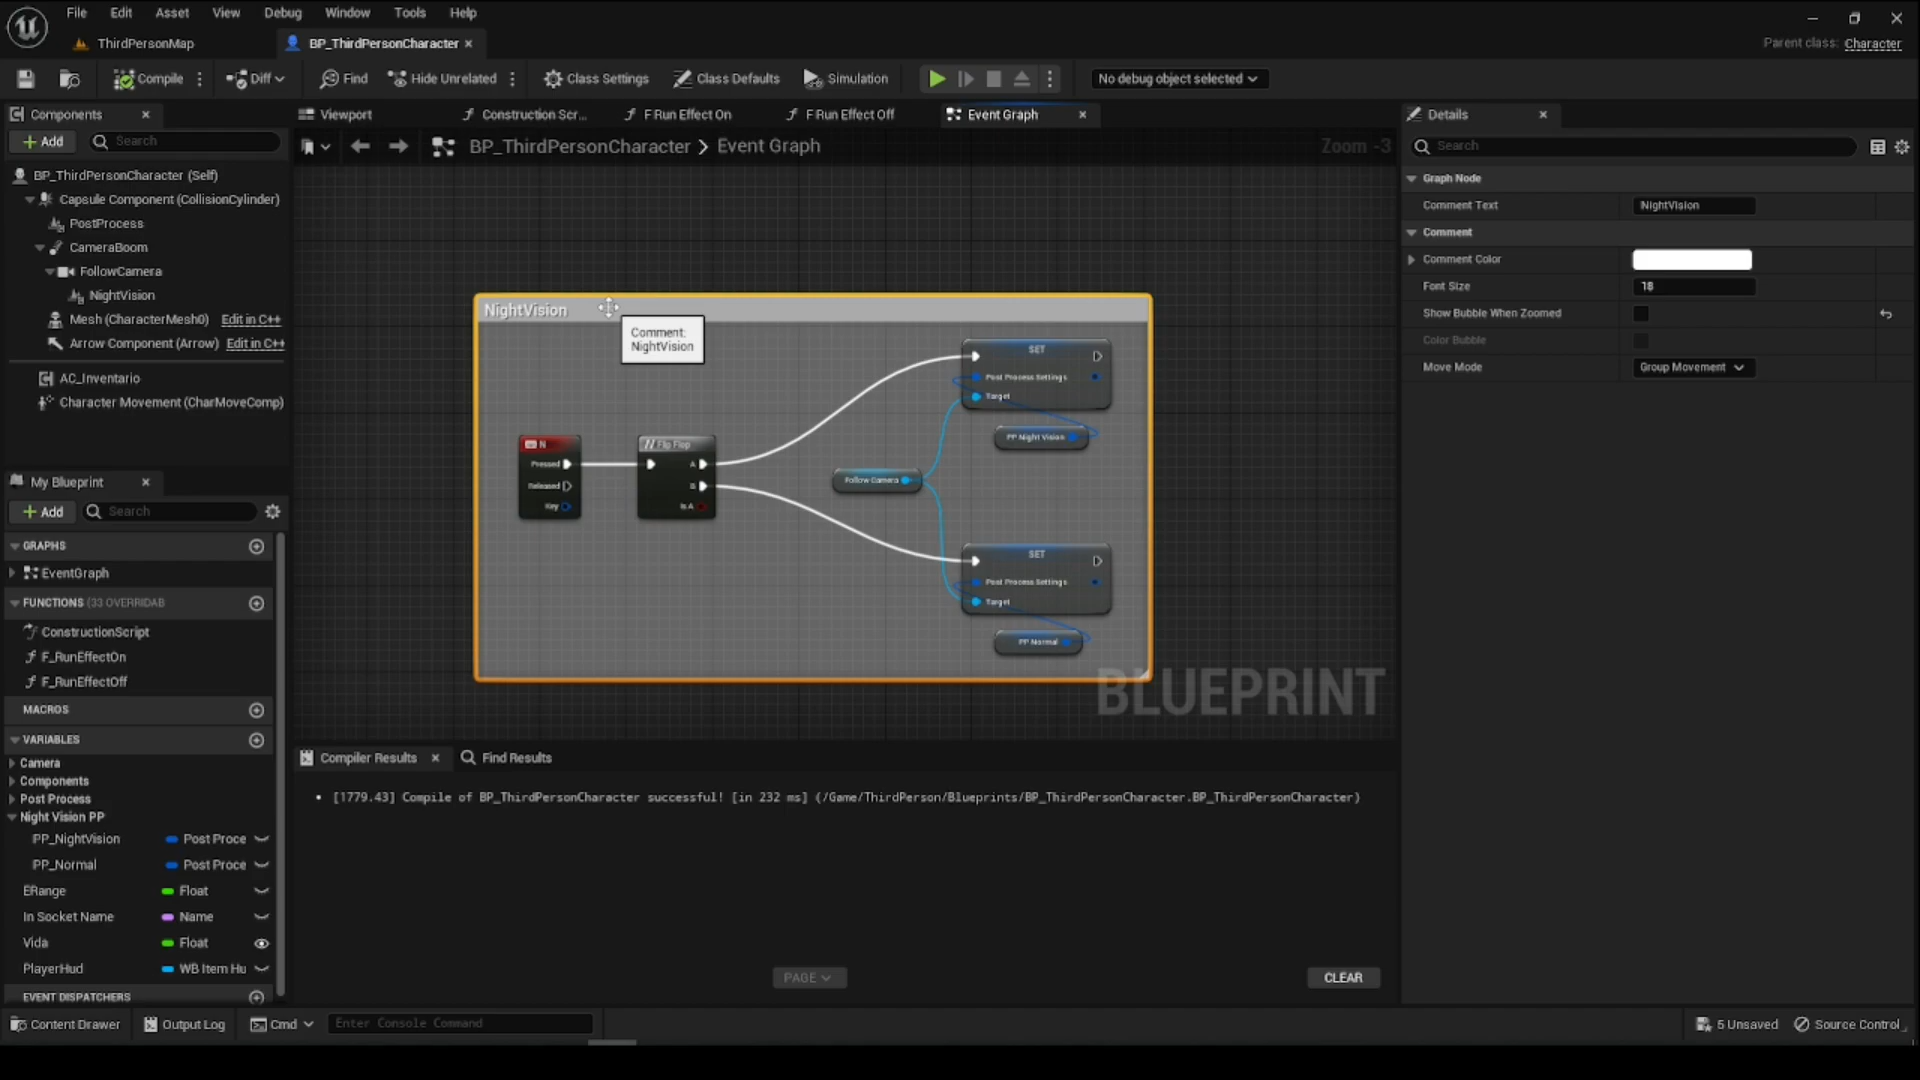 File Edit Asset View Debug Window Tools Help
ThirdPersonMap
BP_ThirdPersonCharacter
Parent class: Character
Compile
Diff
Find
Hide Unrelated
Class Settings
Class Defaults
Simulation
No debug object selected
Components
Viewport
Construction Scr...
F Run Effect On
F Run Effect Off
Event Graph
Details
Add
Search
BP_ThirdPersonCharacter > Event Graph
Zoom -3
Search
BP_ThirdPersonCharacter (Self)
Capsule Component (CollisionCylinder)
PostProcess
CameraBoom
FollowCamera
NightVision
Mesh (CharacterMesh0) Edit in C++
Arrow Component (Arrow) Edit in C++
AC_Inventario
Character Movement (CharMoveComp)
Graph Node
Comment Text NightVision
Comment
Comment Color
Font Size 18
Show Bubble When Zoomed
Color Bubble
Move Mode Group Movement
NightVision
Comment:
NightVision
SET
Post Process Settings
Target
PP Night Vision
N
Pressed
Released
Key
Flip Flop
A
B
Is A
Follow Camera
SET
Post Process Settings
Target
PP Normal
BLUEPRINT
My Blueprint
Add
Search
GRAPHS
EventGraph
FUNCTIONS (33 OVERRIDAB
ConstructionScript
F_RunEffectOn
F_RunEffectOff
MACROS
VARIABLES
Camera
Components
Post Process
Night Vision PP
PP_NightVision Post Proce
PP_Normal Post Proce
ERange Float
In Socket Name Name
Vida Float
PlayerHud WB Item Hu
EVENT DISPATCHERS
Compiler Results
Find Results
[1779.43] Compile of BP_ThirdPersonCharacter successful! [in 232 ms] (/Game/ThirdPerson/Blueprints/BP_ThirdPersonCharacter.BP_ThirdPersonCharacter)
PAGE
CLEAR
Content Drawer
Output Log
Cmd
Enter Console Command
5 Unsaved
Source Control